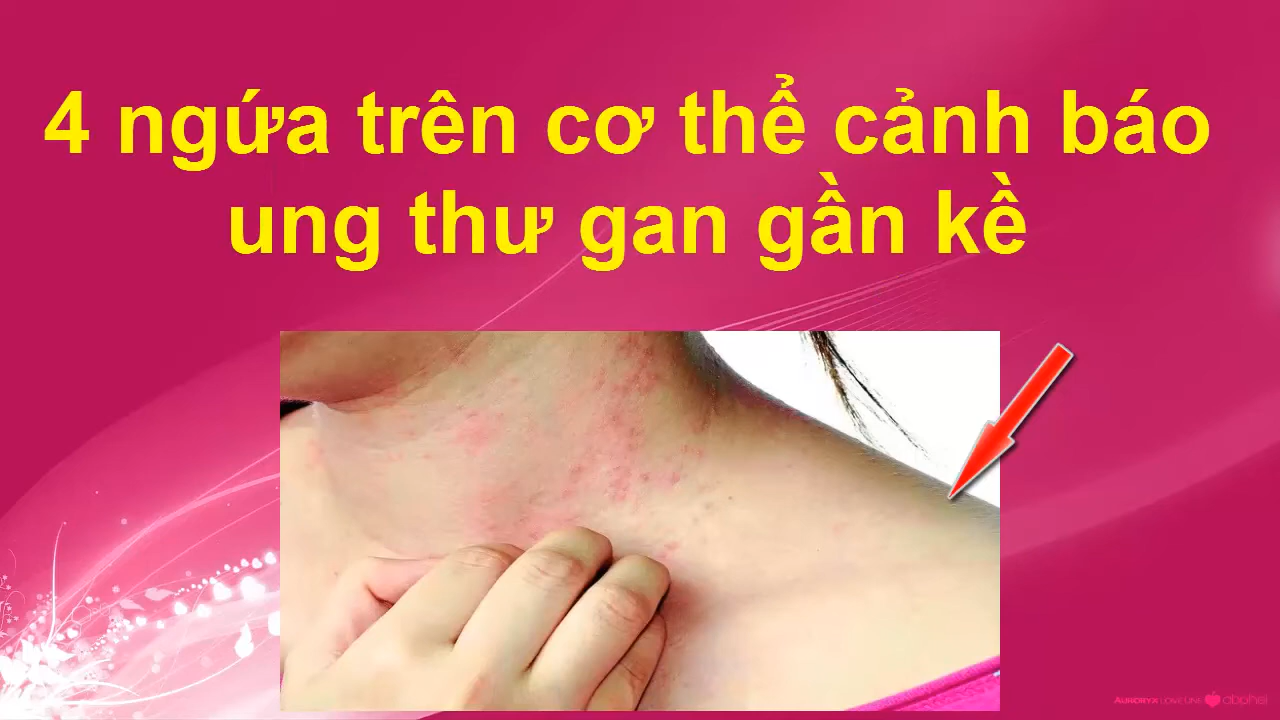 4 ngứa trên cơ thể cảnh báo
ung thư gan gần kề